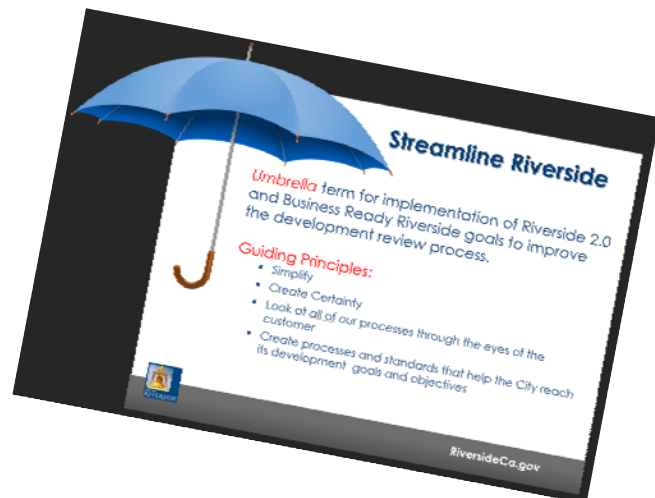 Streamline Riverside
Umbrella term for implementation of Riverside 2.0
and Business Ready Riverside goals to improve
the development review process.
Guiding Principles:
▪ Simplify
▪ Create Certainty
▪ Look at all of our processes through the eyes of the
customer
▪ Create processes and standards that help the City reach
its development goals and objectives
RIVERSIDE
RiversideCa.gov